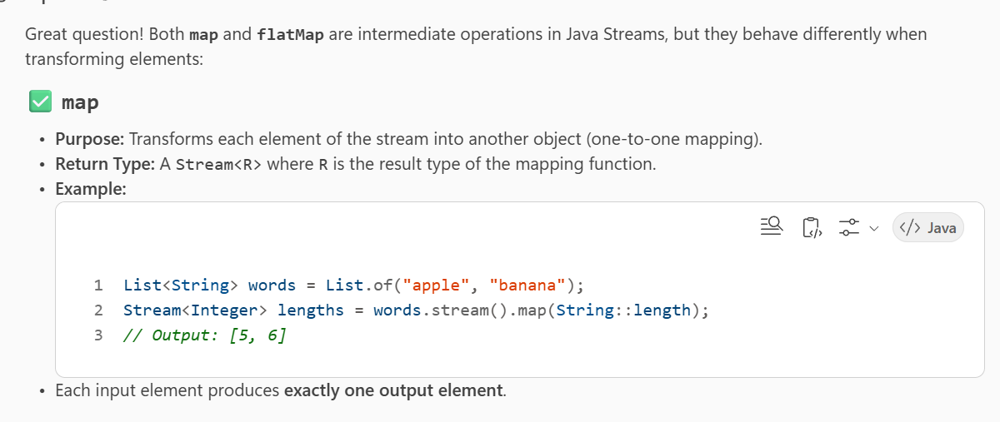 Great question! Both map and flatMap are intermediate operations in Java Streams, but they behave differently when
transforming elements:
map
• Purpose: Transforms each element of the stream into another object (one-to-one mapping).
• Return Type: A Stream<R> where R is the result type of the mapping function.
• Example:
</> Java
1 List<String> words = List.of("apple", "banana");
2 Stream<Integer> lengths = words.stream().map(String::length);
3 // Output: [5, 6]
• Each input element produces exactly one output element.